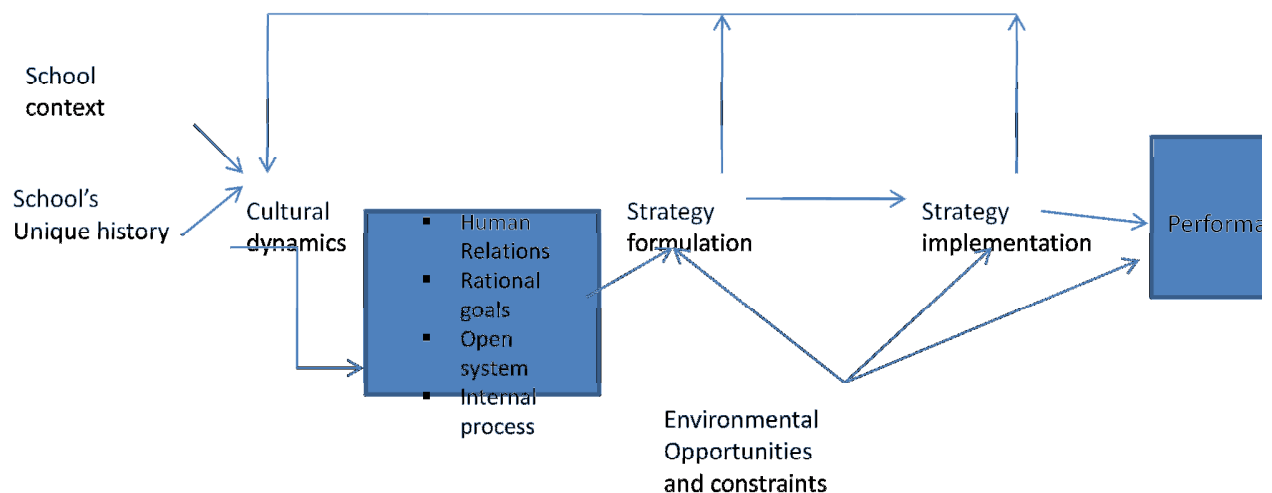 School
context
School's
Unique history
Cultural
dynamics
▪ Human
Relations
▪ Rational
goals
▪ Open
system
▪ Internal
process
Strategy
formulation
Strategy
implementation
Performa
Environmental
Opportunities
and constraints